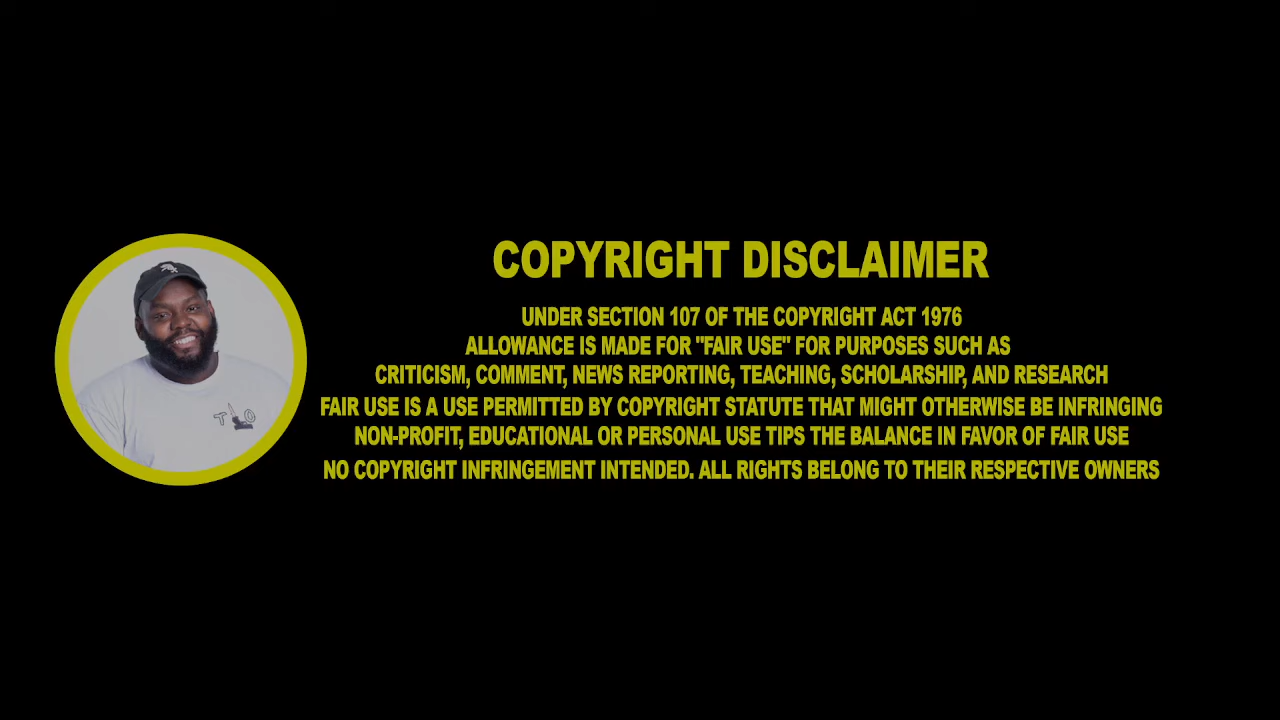 COPYRIGHT DISCLAIMER
UNDER SECTION 107 OF THE COPYRIGHT ACT 1976
ALLOWANCE IS MADE FOR "FAIR USE" FOR PURPOSES SUCH AS
CRITICISM, COMMENT, NEWS REPORTING, TEACHING, SCHOLARSHIP, AND RESEARCH
FAIR USE IS A USE PERMITTED BY COPYRIGHT STATUTE THAT MIGHT OTHERWISE BE INFRINGING
NON-PROFIT, EDUCATIONAL OR PERSONAL USE TIPS THE BALANCE IN FAVOR OF FAIR USE
NO COPYRIGHT INFRINGEMENT INTENDED. ALL RIGHTS BELONG TO THEIR RESPECTIVE OWNERS